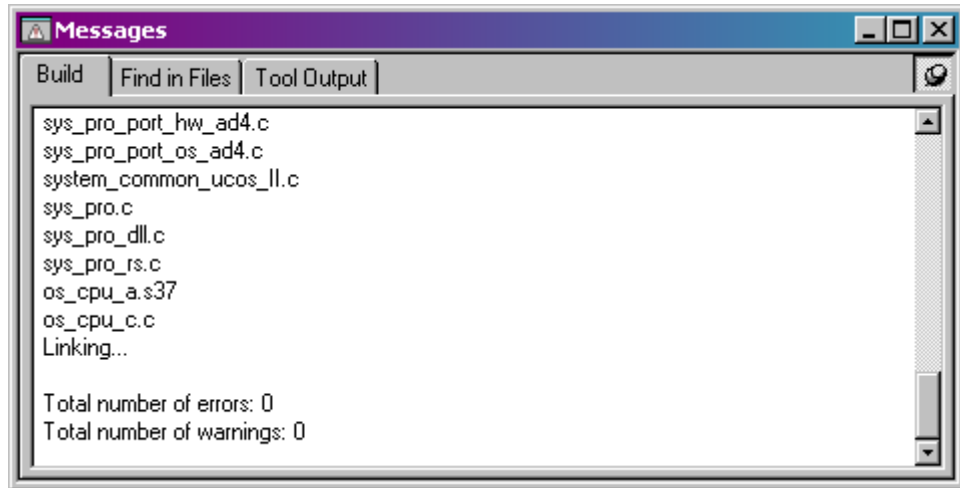 Messages
Build Find in Files Tool Output
sys_pro_port_hw_ad4.c
sys_pro_port_os_ad4.c
system_common_ucos_II.c
sys_pro.c
sys_pro_dll.c
sys_pro_rs.c
os_cpu_a.s37
os_cpu_c.c
Linking...
Total number of errors: 0
Total number of warnings: 0